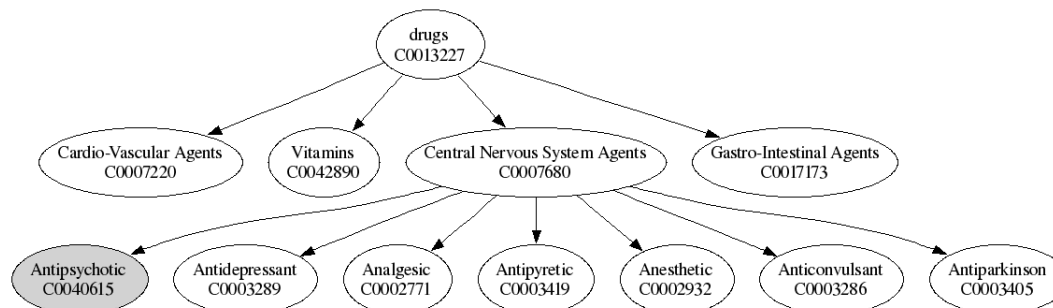 drugs
C0013227
Cardio-Vascular Agents
C0007220
Vitamins
C0042890
Central Nervous System Agents
C0007680
Gastro-Intestinal Agents
C0017173
Antipsychotic
C0040615
Antidepressant
C0003289
Analgesic
C0002771
Antipyretic
C0003419
Anesthetic
C0002932
Anticonvulsant
C0003286
Antiparkinson
C0003405